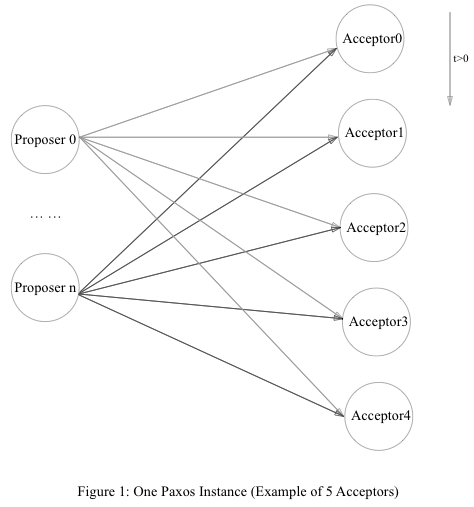 Acceptor0
t>0
Acceptor1
Proposer 0
... ...
Acceptor2
Proposer n
Acceptor3
Acceptor4
Figure 1: One Paxos Instance (Example of 5 Acceptors)